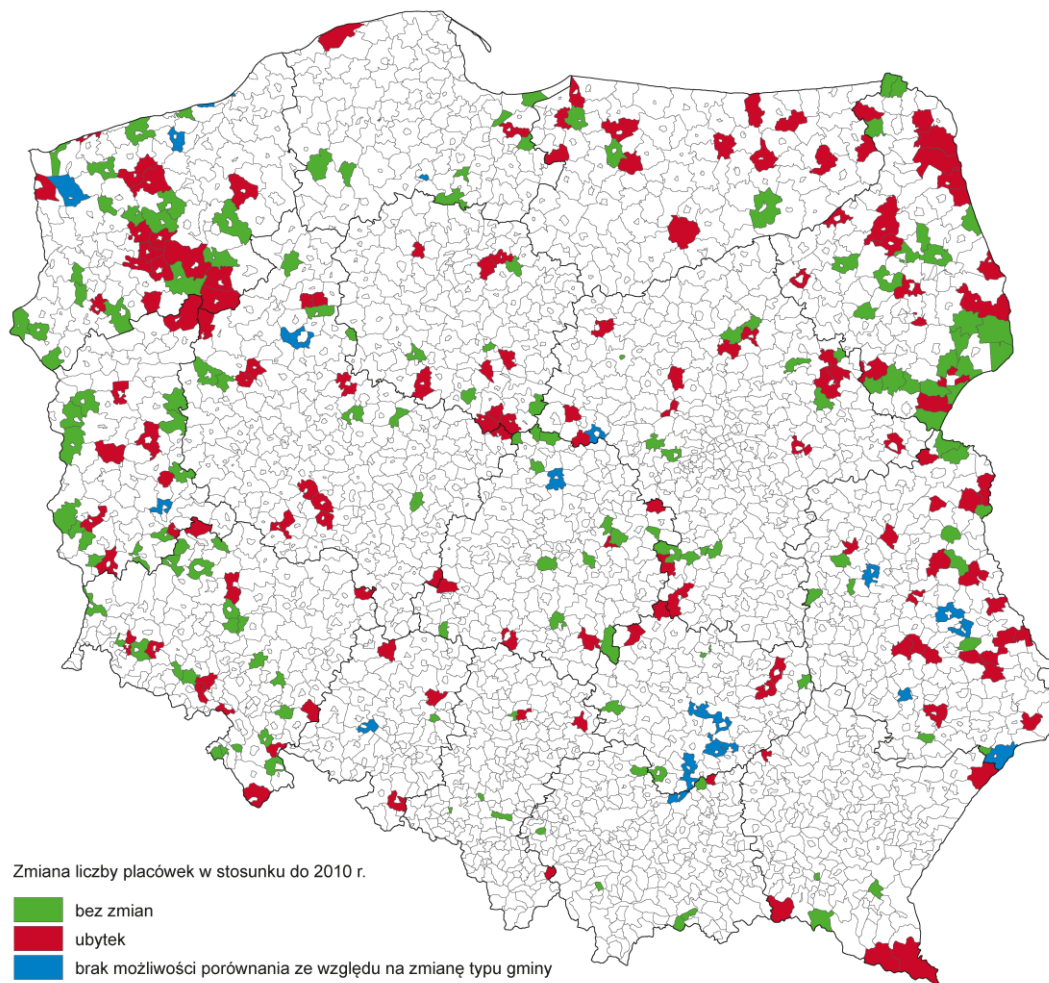 Zmiana liczby placówek w stosunku do 2010 r.
bez zmian
ubytek
brak możliwości porównania ze względu na zmianę typu gminy